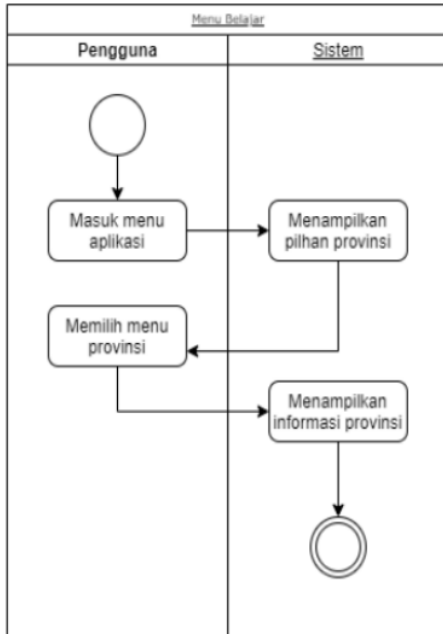 Menu Belajar
Pengguna
Sistem
Masuk menu
aplikasi
Menampilkan
pilhan provinsi
Memilih menu
provinsi
Menampilkan
informasi provinsi